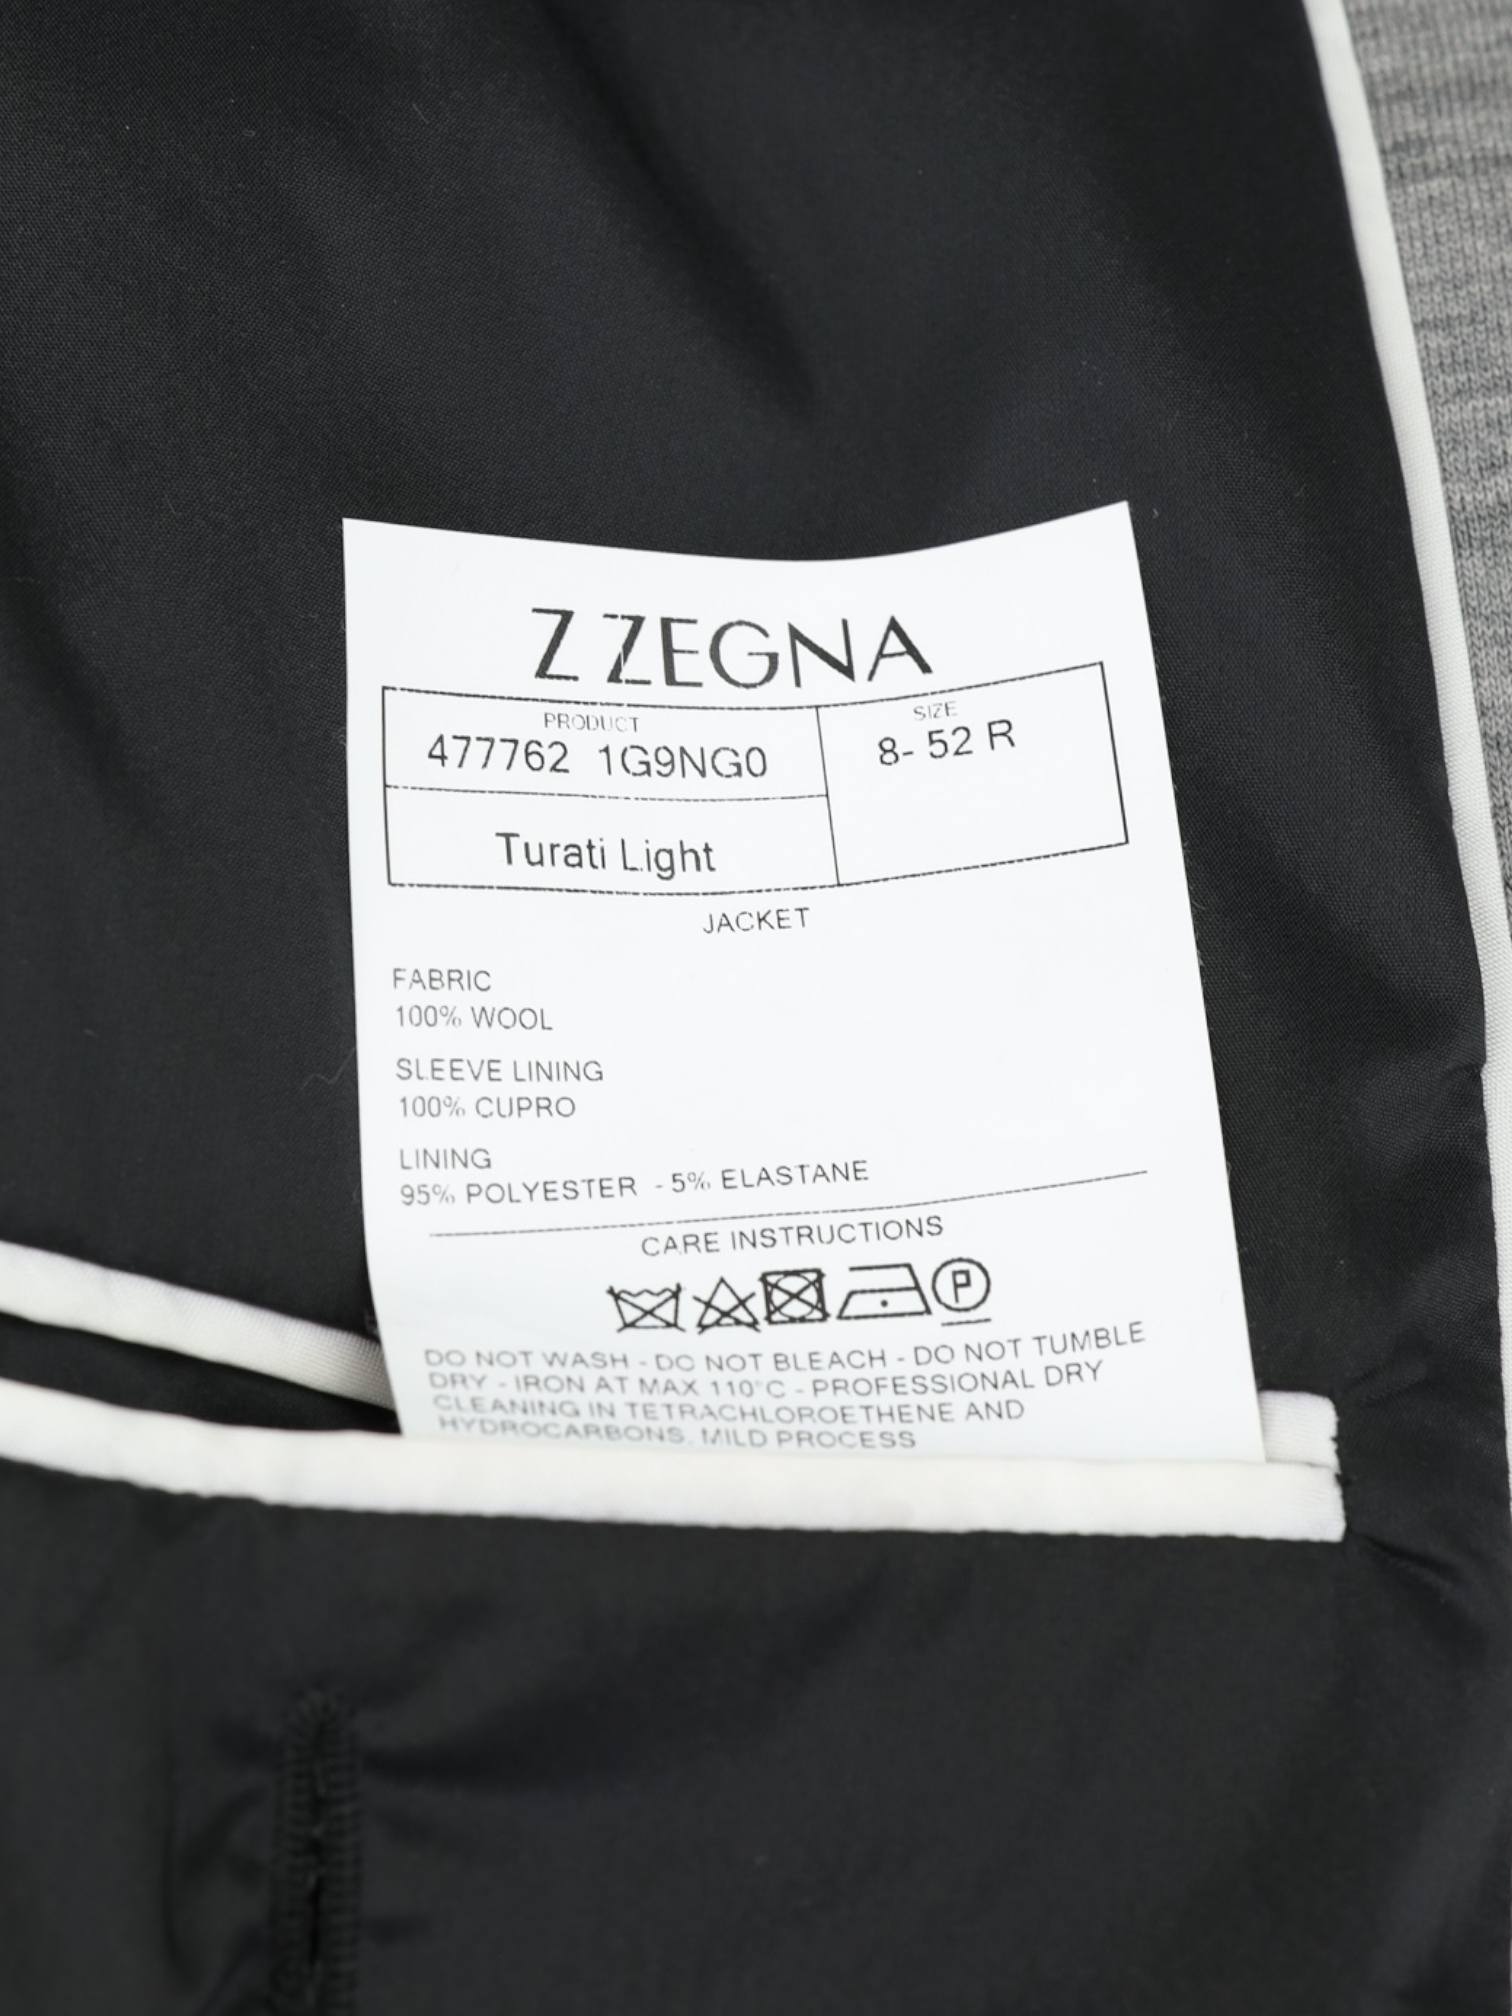 Z ZEGNA
PRODUCT
477762 1G9NG0
SIZE
8- 52 R
Turati Light
JACKET
FABRIC
100% WOOL
SLEEVE LINING
100% CUPRO
LINING
95% POLYESTER - 5% ELASTANE
CARE INSTRUCTIONS
P
DO NOT WASH - DO NOT BLEACH - DO NOT TUMBLE
DRY - IRON AT MAX 110°C - PROFESSIONAL DRY
CLEANING IN TETRACHLOROETHENE AND
HYDROCARBONS, MILD PROCESS